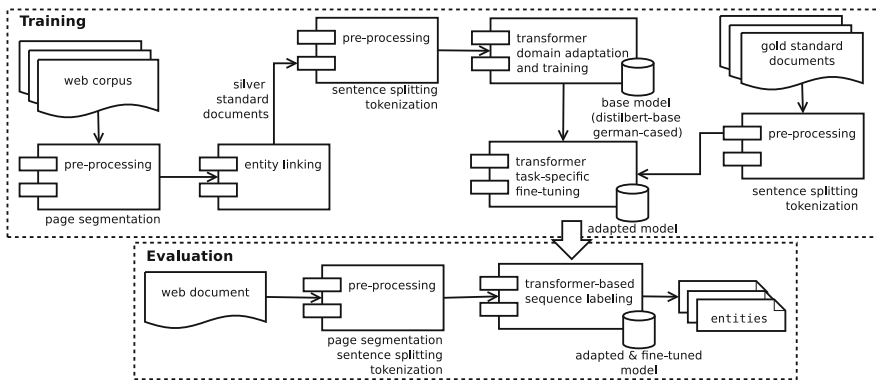 Training
web corpus
pre-processing
page segmentation
entity linking
silver
standard
documents
pre-processing
sentence splitting
tokenization
transformer
domain adaptation
and training
base model
(distilbert-base
german-cased)
gold standard
documents
pre-processing
sentence splitting
tokenization
transformer
task-specific
fine-tuning
adapted model
Evaluation
web document
pre-processing
page segmentation
sentence splitting
tokenization
transformer-based
sequence labeling
adapted & fine-tuned
model
entities